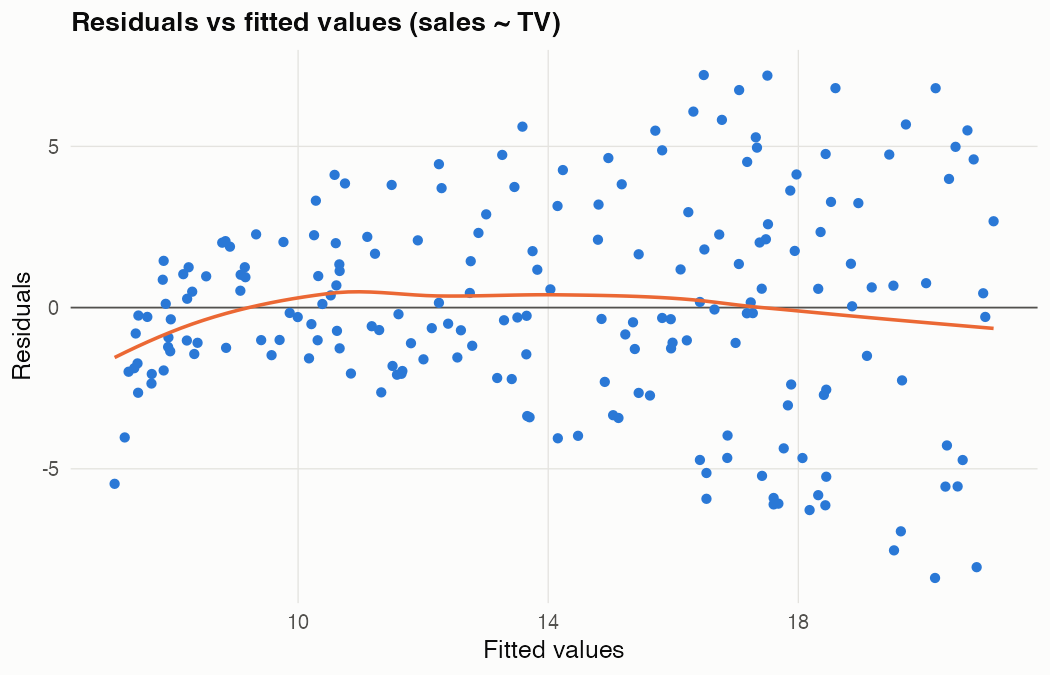 Residuals vs fitted values (sales ~ TV)
Residuals
5
0
-5
10
14
18
Fitted values